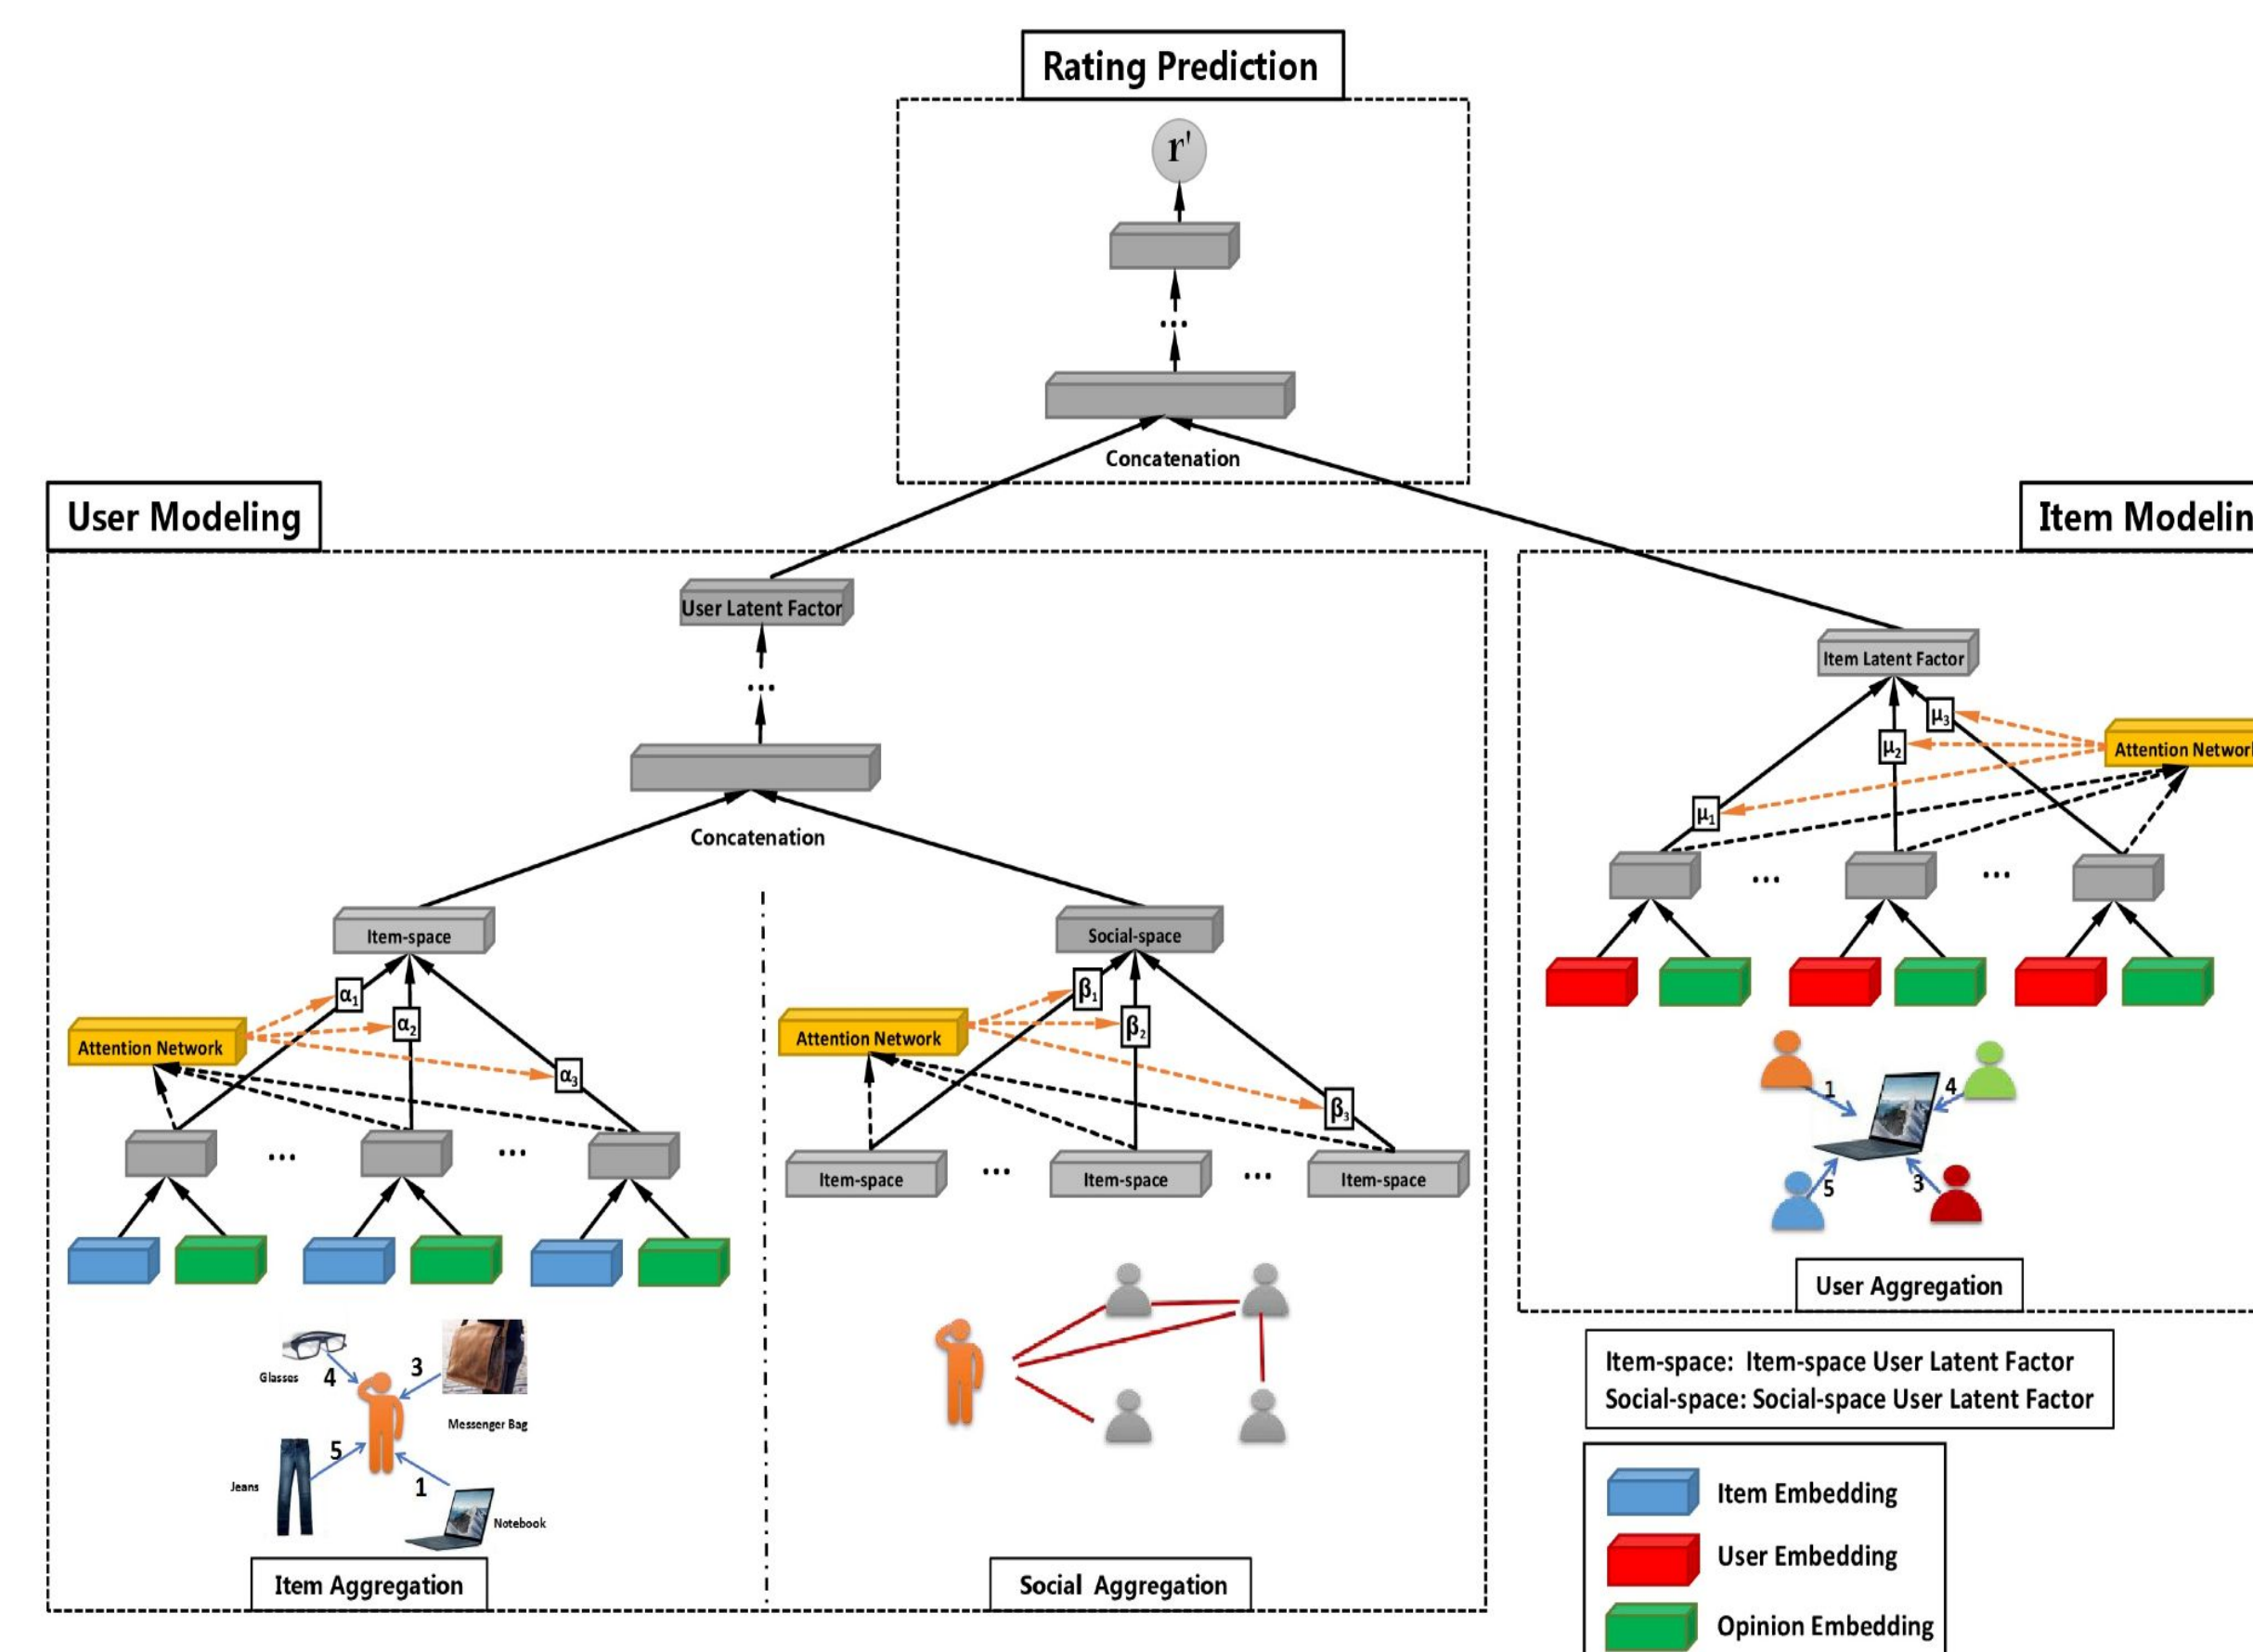 Rating Prediction
r'
...
Concatenation
User Modeling
User Latent Factor
...
Concatenation
Item-space
α1
α2
α3
Attention Network
... ...
Glasses
4
3
Messenger Bag
Jeans
5
1
Notebook
Item Aggregation
Social-space
β1
β2
β3
Attention Network
Item-space ... Item-space ... Item-space
Social Aggregation
Item Modelin
Item Latent Factor
μ3
μ2
μ1
Attention Network
... ...
1
4
5
3
User Aggregation
Item-space: Item-space User Latent Factor
Social-space: Social-space User Latent Factor
Item Embedding
User Embedding
Opinion Embedding